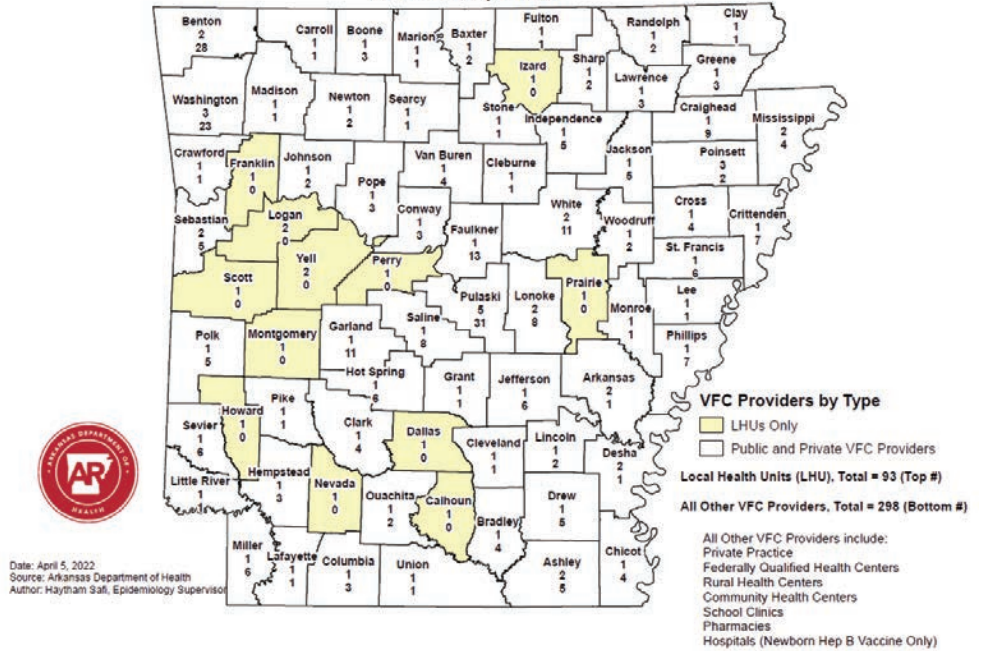 Benton
2
28
Carroll
1
1
Boone
1
3
Marion
1
1
Baxter
1
2
Fulton
1
1
Randolph
1
2
Clay
1
1
Izard
1
0
Sharp
1
2
Lawrence
1
3
Greene
1
3
Washington
3
23
Madison
1
1
Newton
1
2
Searcy
1
1
Stone
1
1
Independence
1
5
Craighead
1
9
Mississippi
2
4
Crawford
1
1
Franklin
1
0
Johnson
1
2
Pope
1
3
Van Buren
1
4
Cleburne
1
1
Jackson
1
5
Poinsett
3
2
Sebastian
2
5
Logan
2
0
Conway
1
3
Faulkner
1
13
White
2
11
Woodruff
1
2
Cross
1
4
Crittenden
1
7
St. Francis
1
6
Scott
1
0
Yell
2
0
Perry
1
0
Pulaski
5
31
Lonoke
2
8
Prairie
1
0
Monroe
1
1
Lee
1
1
Polk
1
5
Montgomery
1
0
Garland
1
11
Saline
1
8
Phillips
1
7
Hot Spring
1
6
Grant
1
1
Jefferson
1
6
Arkansas
2
1
Howard
1
0
Pike
1
1
Sevier
1
6
Clark
1
4
Dallas
1
0
Cleveland
1
1
Lincoln
1
2
Desha
2
1
Little River
1
Hempstead
1
3
Nevada
1
0
Ouachita
1
2
Calhoun
1
0
Bradley
1
4
Drew
1
5
Miller
1
6
Lafayette
1
1
Columbia
1
3
Union
1
1
Ashley
2
5
Chicot
1
4
VFC Providers by Type
LHUs Only
Public and Private VFC Providers
Local Health Units (LHU), Total = 93 (Top #)
All Other VFC Providers, Total = 298 (Bottom #)
All Other VFC Providers include:
Private Practice
Federally Qualified Health Centers
Rural Health Centers
Community Health Centers
School Clinics
Pharmacies
Hospitals (Newborn Hep B Vaccine Only)
ARKANSAS DEPARTMENT OF
AR
HEALTH
Date: April 5, 2022
Source: Arkansas Department of Health
Author: Haytham Safi, Epidemiology Supervisor